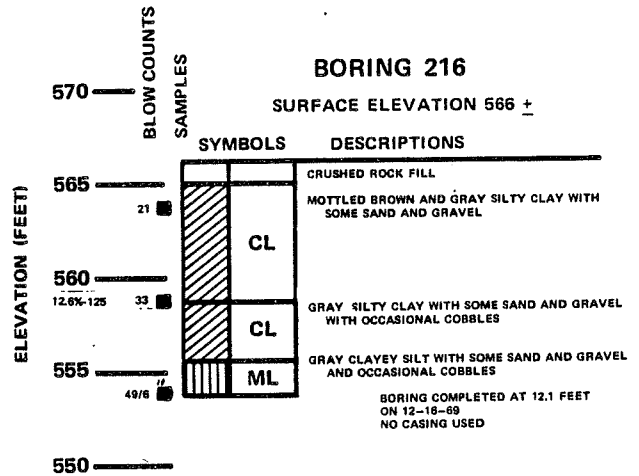 BORING 216
SURFACE ELEVATION 566 ±
BLOW COUNTS
SAMPLES
SYMBOLS DESCRIPTIONS
ELEVATION (FEET)
570
565
560
555
550
CRUSHED ROCK FILL
21
CL
MOTTLED BROWN AND GRAY SILTY CLAY WITH
SOME SAND AND GRAVEL
12.6%-125 33
CL
GRAY SILTY CLAY WITH SOME SAND AND GRAVEL
WITH OCCASIONAL COBBLES
49/6
ML
GRAY CLAYEY SILT WITH SOME SAND AND GRAVEL
AND OCCASIONAL COBBLES
BORING COMPLETED AT 12.1 FEET
ON 12-16-69
NO CASING USED